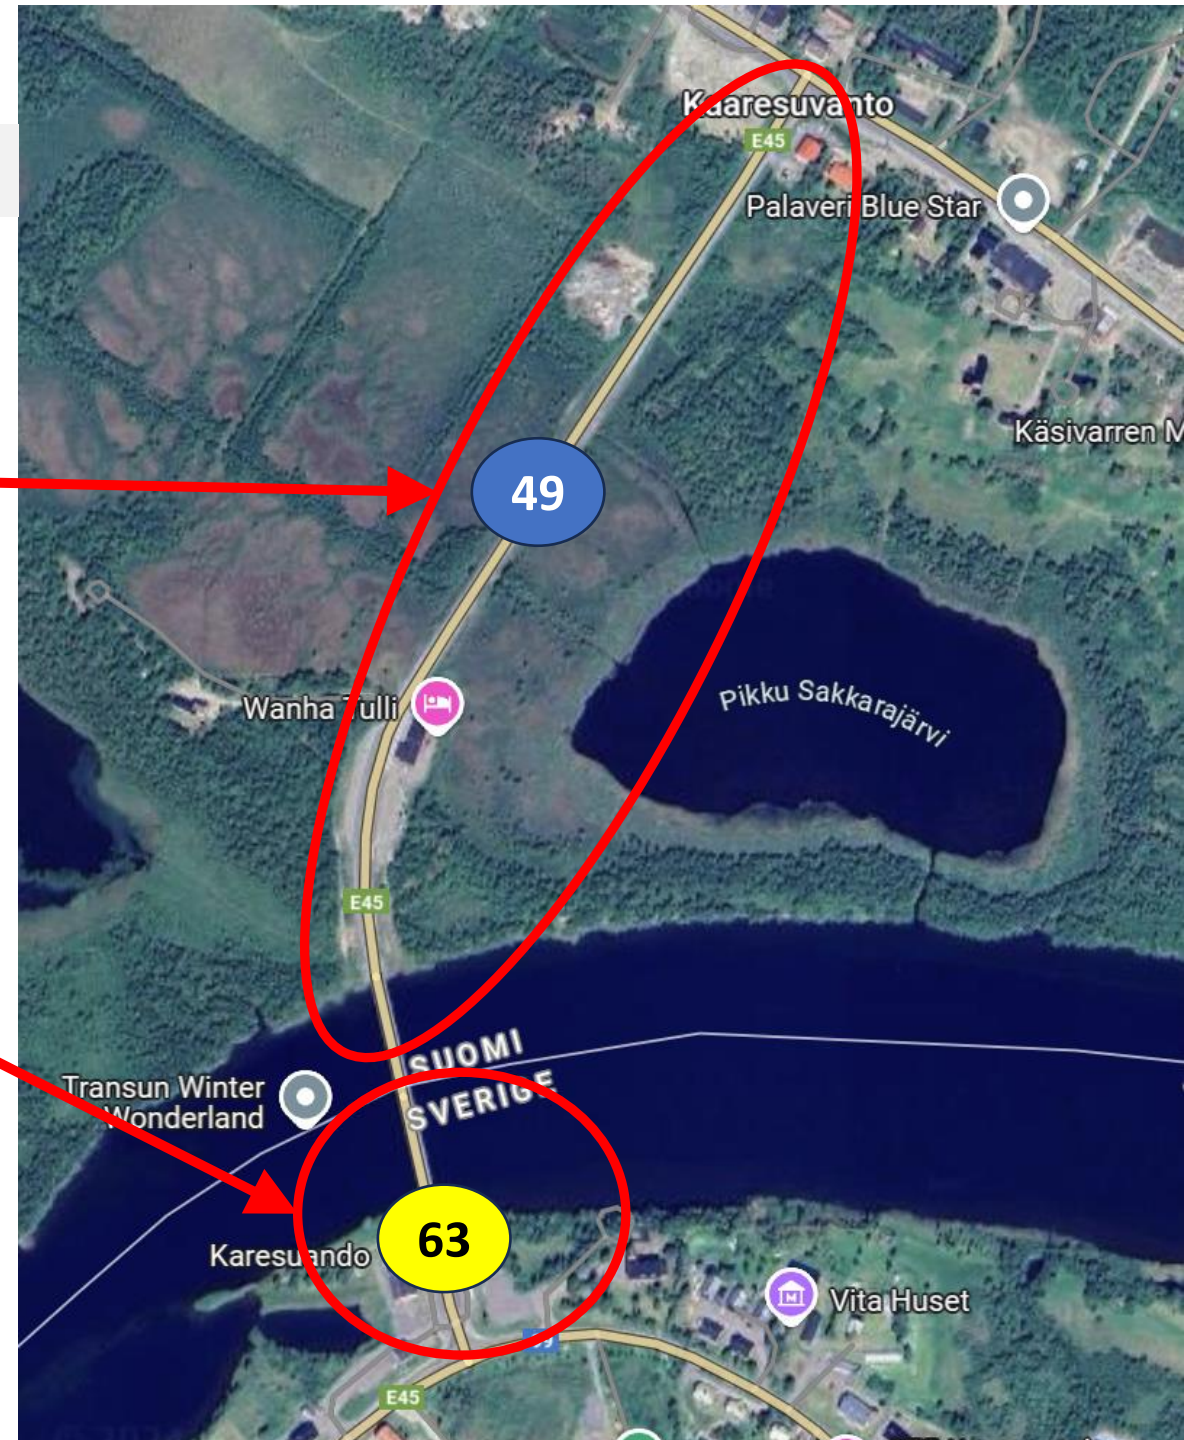 Kaaresuvanto
E45
Palaveri Blue Star
Käsivarren M
49
Pikku Sakkarajärvi
Wanha Tulli
E45
SUOMI
SVERIGE
Transun Winter
Wonderland
63
Karesuando
Vita Huset
E45